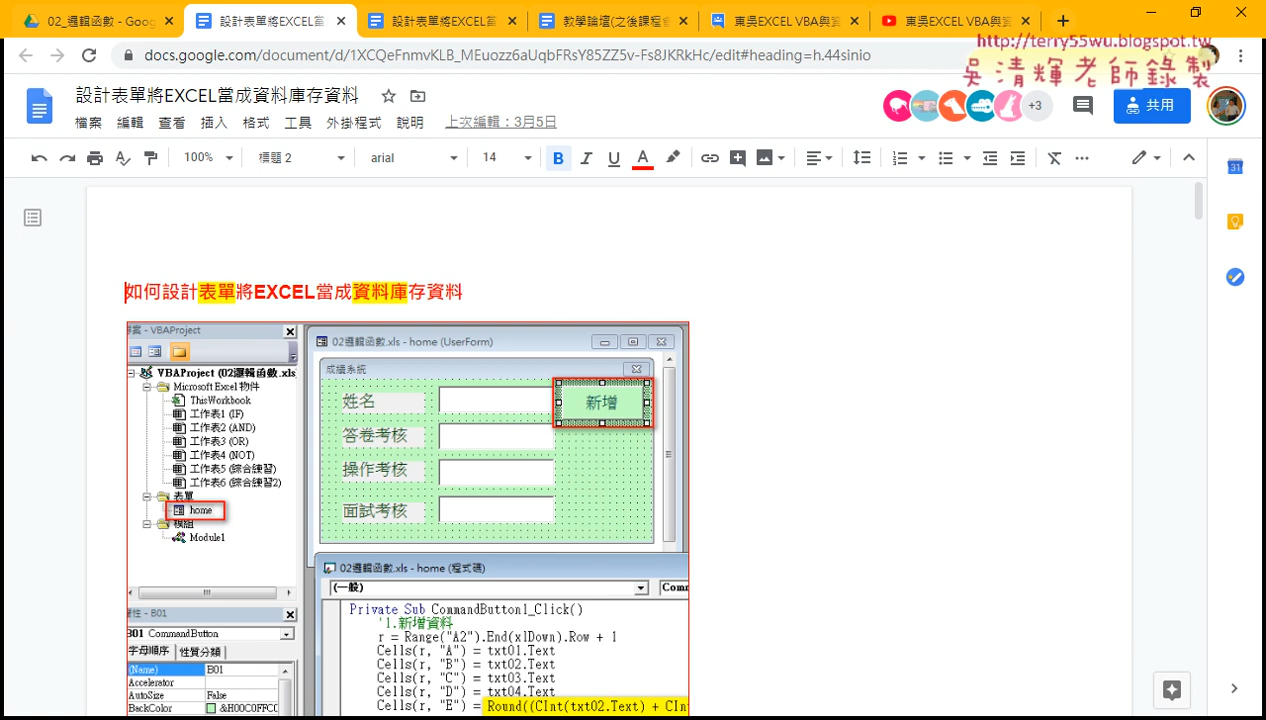 02_邏輯函數 - Goog
設計表單將EXCEL當
設計表單將EXCEL當
教學論壇(之後課程會
東吳EXCEL VBA與資
東吳EXCEL VBA與資
docs.google.com/document/d/1XCQeFnmvKLB_MEuozz6aUqbFRsY85ZZ5v-Fs8JKRkHc/edit#heading=h.44sinio
http://terry55wu.blogspot.tw
吳清輝老師錄製
設計表單將EXCEL當成資料庫存資料
檔案 編輯 查看 插入 格式 工具 外掛程式 說明 上次編輯：3月5日
+3
共用
100% 標題 2 arial 14 B I U A
31
如何設計表單將EXCEL當成資料庫存資料
專案 - VBAProject
VBAProject (02邏輯函數.xls
Microsoft Excel 物件
ThisWorkbook
工作表1 (IF)
工作表2 (AND)
工作表3 (OR)
工作表4 (NOT)
工作表5 (綜合練習)
工作表6 (綜合練習2)
表單
home
模組
Module1
02邏輯函數.xls - home (UserForm)
成績系統
姓名
新增
答卷考核
操作考核
面試考核
屬性 - B01
B01 CommandButton
字母順序 性質分類
(Name) B01
Accelerator
AutoSize False
BackColor &H00C0FFC0
02邏輯函數.xls - home (程式碼)
(一般) Comm
Private Sub CommandButton1_Click()
'1.新增資料
r = Range("A2").End(xlDown).Row + 1
Cells(r, "A") = txt01.Text
Cells(r, "B") = txt02.Text
Cells(r, "C") = txt03.Text
Cells(r, "D") = txt04.Text
Cells(r, "E") = Round((CInt(txt02.Text) + CIn